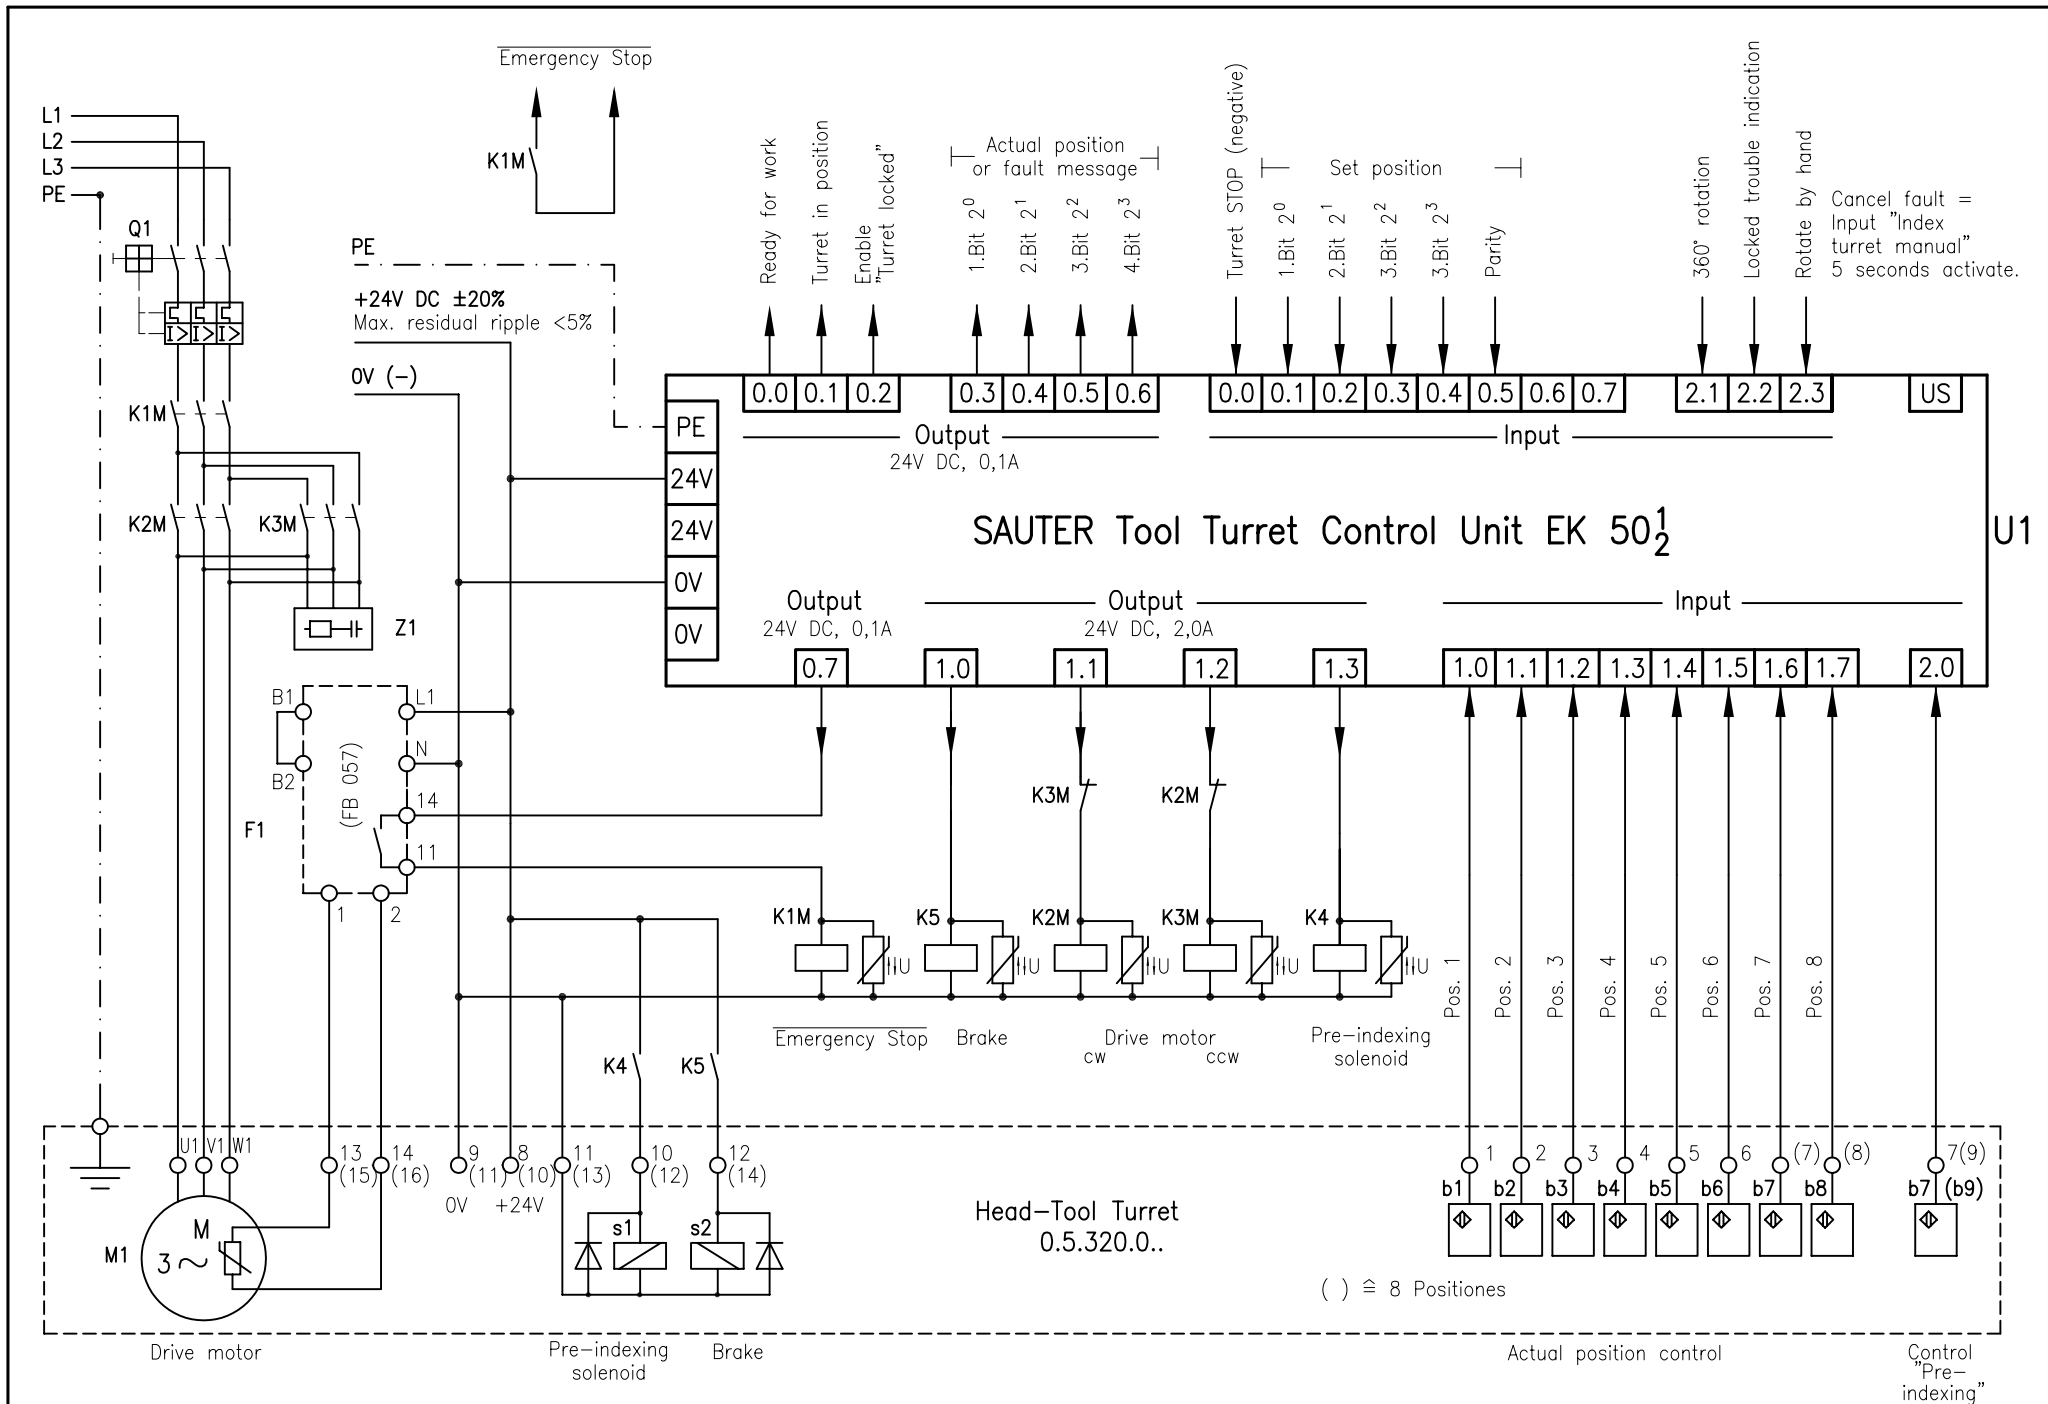 Emergency Stop
K1M
L1
L2
L3
PE
Q1
I> I> I>
K1M
K2M
K3M
Z1
PE
+24V DC ±20%
Max. residual ripple <5%
0V (-)
Ready for work
Turret in position
Enable
"Turret locked"
Actual position
or fault message
1.Bit 2⁰
2.Bit 2¹
3.Bit 2²
4.Bit 2³
Turret STOP (negative)
Set position
1.Bit 2⁰
2.Bit 2¹
3.Bit 2²
3.Bit 2³
Parity
360° rotation
Locked trouble indication
Rotate by hand
Cancel fault =
Input "Index
turret manual"
5 seconds activate.
0.0 0.1 0.2 0.3 0.4 0.5 0.6
0.0 0.1 0.2 0.3 0.4 0.5 0.6 0.7
2.1 2.2 2.3
US
Output
24V DC, 0,1A
Input
PE
24V
24V
0V
0V
SAUTER Tool Turret Control Unit EK 50 1/2
U1
Output
24V DC, 0,1A
Output
24V DC, 2,0A
Input
0.7 1.0 1.1 1.2 1.3
1.0 1.1 1.2 1.3 1.4 1.5 1.6 1.7 2.0
B1
L1
N
B2
(FB 057)
14
F1
11
1
2
K3M
K2M
K1M
K5
K2M
K3M
K4
U U U U U
Emergency Stop
Brake
Drive motor
cw
ccw
Pre-indexing
solenoid
K4
K5
Pos. 1
Pos. 2
Pos. 3
Pos. 4
Pos. 5
Pos. 6
Pos. 7
Pos. 8
U1 V1 W1
13
(15)
14
(16)
9
(11)
8
(10)
11
(13)
10
(12)
12
(14)
0V
+24V
1 2 3 4 5 6 (7) (8) 7(9)
b1 b2 b3 b4 b5 b6 b7 b8 b7 (b9)
M1
M
3~
s1
s2
Head-Tool Turret
0.5.320.0..
( ) ≙ 8 Positiones
Drive motor
Pre-indexing
solenoid
Brake
Actual position control
Control
"Pre-
indexing"